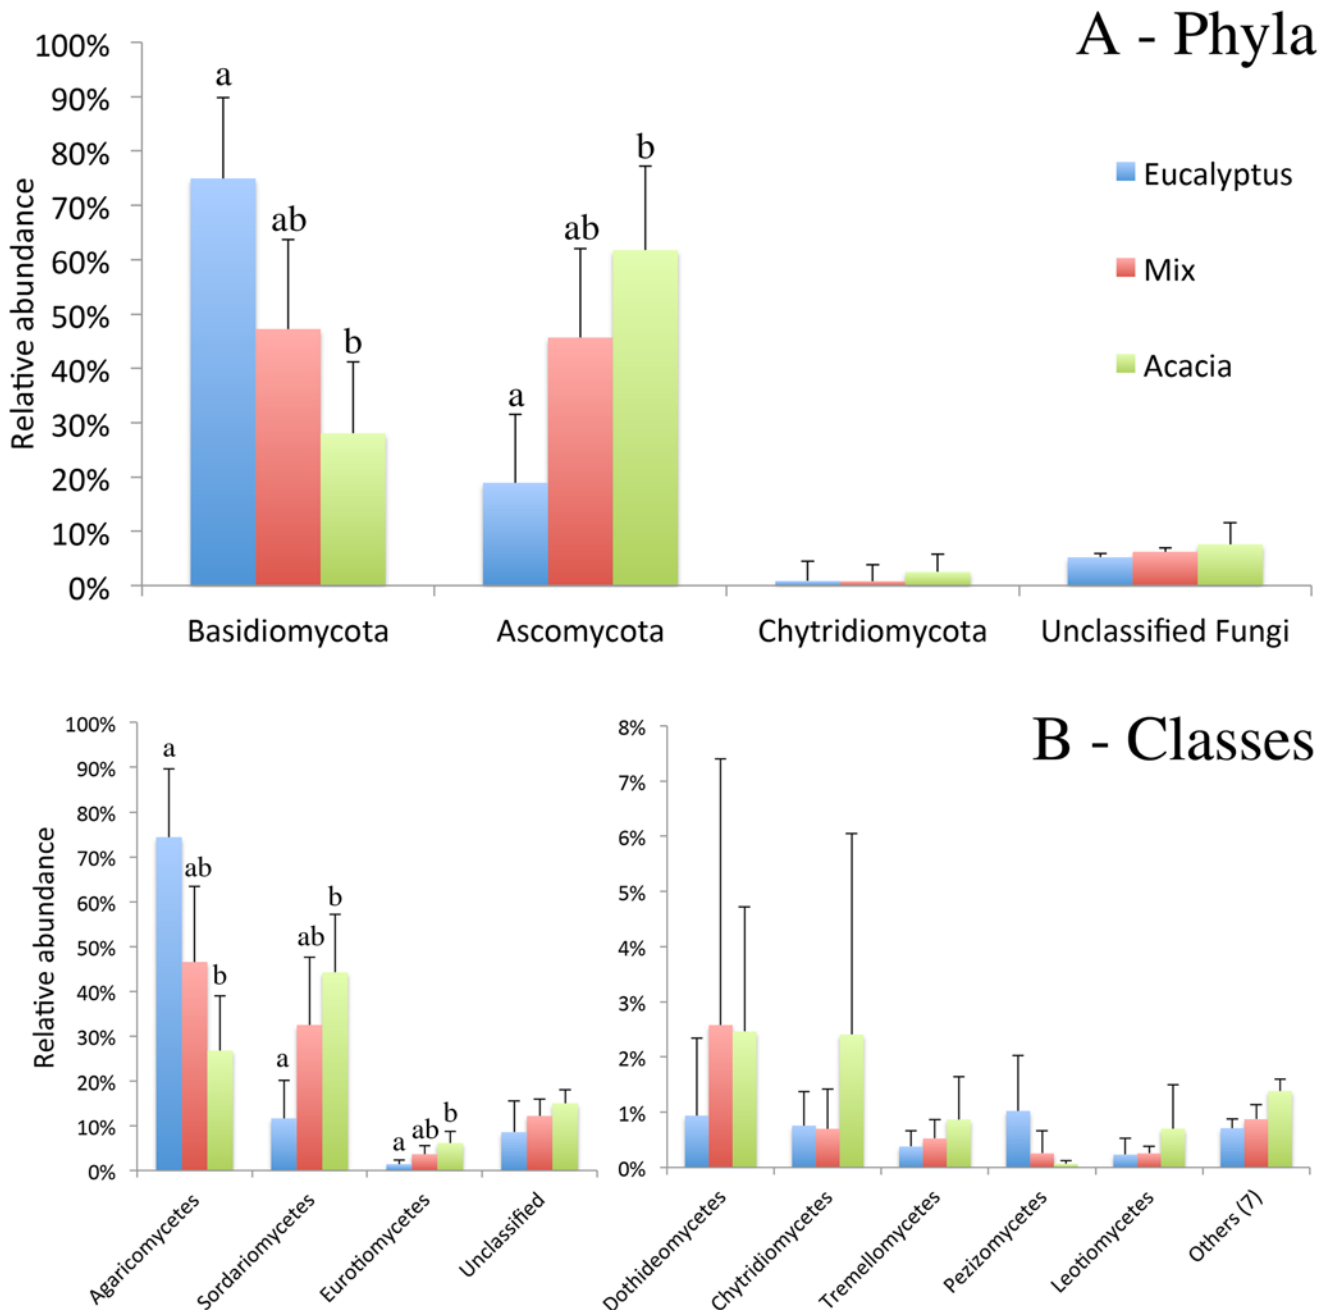 A - Phyla
100%
90%
80%
70%
60%
50%
40%
30%
20%
10%
0%
Relative abundance
a
ab
b
a
ab
b
Eucalyptus
Mix
Acacia
Basidiomycota
Ascomycota
Chytridiomycota
Unclassified Fungi
100%
90%
80%
70%
60%
50%
40%
30%
20%
10%
0%
Relative abundance
a
ab
b
a
ab
b
a
ab
b
Agaricomycetes
Sordariomycetes
Eurotiomycetes
Unclassified
B - Classes
8%
7%
6%
5%
4%
3%
2%
1%
0%
Dothideomycetes
Chytridiomycetes
Tremellomycetes
Pezizomycetes
Leotiomycetes
Others (7)